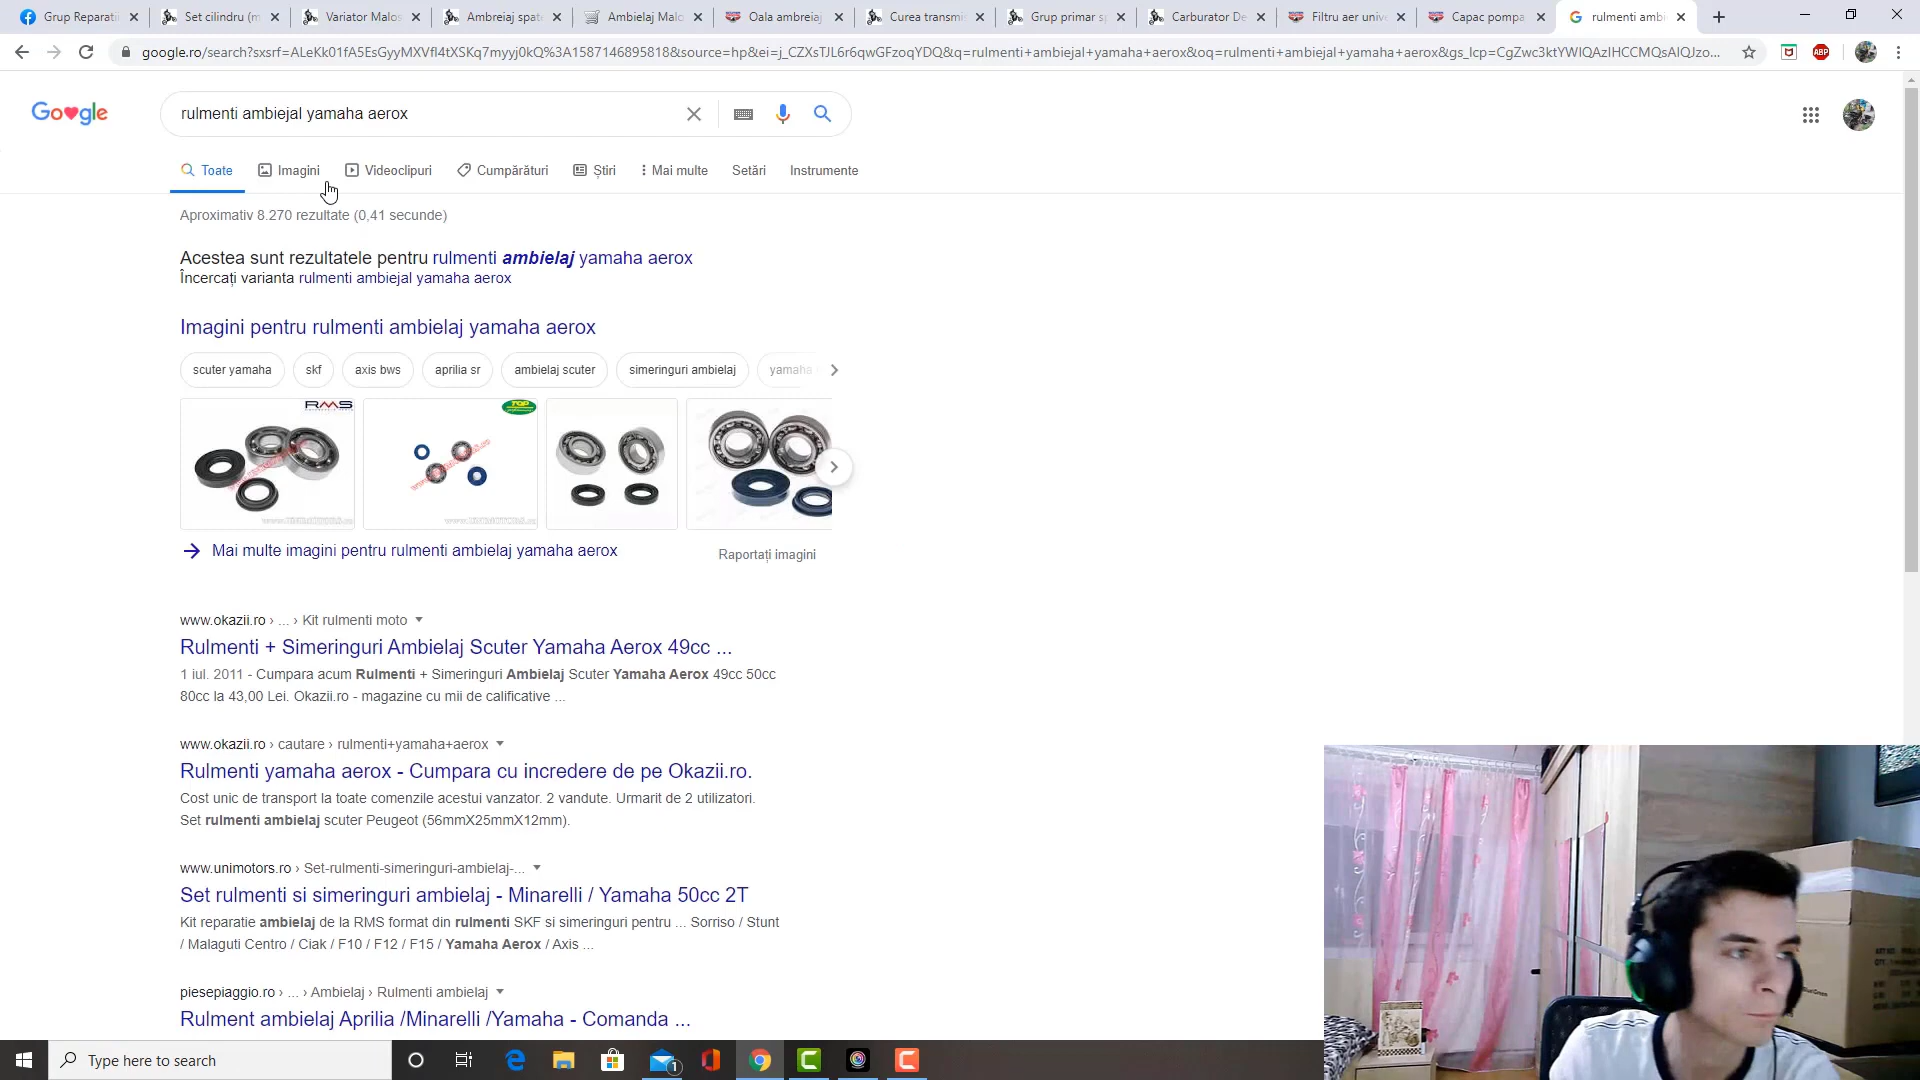 Grup Reparatii
Set cilindru (m
Variator Malos
Ambreiaj spat
Ambielaj Malo
Oala ambreiaj
Curea transmi
Grup primar s
Carburator De
Filtru aer univ
Capac pompa
rulmenti ambi
google.ro/search?sxsrf=ALeKk01fA5EsGyyMXVfl4tXSKq7myyj0kQ%3A1587146895818&source=hp&ei=j_CZXsTJL6r6qwGFzoqYDQ&q=rulmenti+ambiejal+yamaha+aerox&oq=rulmenti+ambiejal+yamaha+aerox&gs_lcp=CgZwc3ktYWIQAzIHCCMQsAIQJzo...
ABP
Google
rulmenti ambiejal yamaha aerox
Toate
Imagini
Videoclipuri
Cumpărături
Știri
Mai multe
Setări
Instrumente
Aproximativ 8.270 rezultate (0,41 secunde)
Acestea sunt rezultatele pentru rulmenti ambielaj yamaha aerox
Încercați varianta rulmenti ambiejal yamaha aerox
Imagini pentru rulmenti ambielaj yamaha aerox
scuter yamaha
skf
axis bws
aprilia sr
ambielaj scuter
simeringuri ambielaj
yamaha
RMS
TOP
Mai multe imagini pentru rulmenti ambielaj yamaha aerox
Raportați imagini
www.okazii.ro › ... › Kit rulmenti moto
Rulmenti + Simeringuri Ambielaj Scuter Yamaha Aerox 49cc ...
1 iul. 2011 - Cumpara acum Rulmenti + Simeringuri Ambielaj Scuter Yamaha Aerox 49cc 50cc
80cc la 43,00 Lei. Okazii.ro - magazine cu mii de calificative ...
www.okazii.ro › cautare › rulmenti+yamaha+aerox
Rulmenti yamaha aerox - Cumpara cu incredere de pe Okazii.ro.
Cost unic de transport la toate comenzile acestui vanzator. 2 vandute. Urmarit de 2 utilizatori.
Set rulmenti ambielaj scuter Peugeot (56mmX25mmX12mm).
www.unimotors.ro › Set-rulmenti-simeringuri-ambielaj-...
Set rulmenti si simeringuri ambielaj - Minarelli / Yamaha 50cc 2T
Kit reparatie ambielaj de la RMS format din rulmenti SKF si simeringuri pentru ... Sorriso / Stunt
/ Malaguti Centro / Ciak / F10 / F12 / F15 / Yamaha Aerox / Axis ...
piesepiaggio.ro › ... › Ambielaj › Rulmenti ambielaj
Rulment ambielaj Aprilia /Minarelli /Yamaha - Comanda ...
Type here to search
1